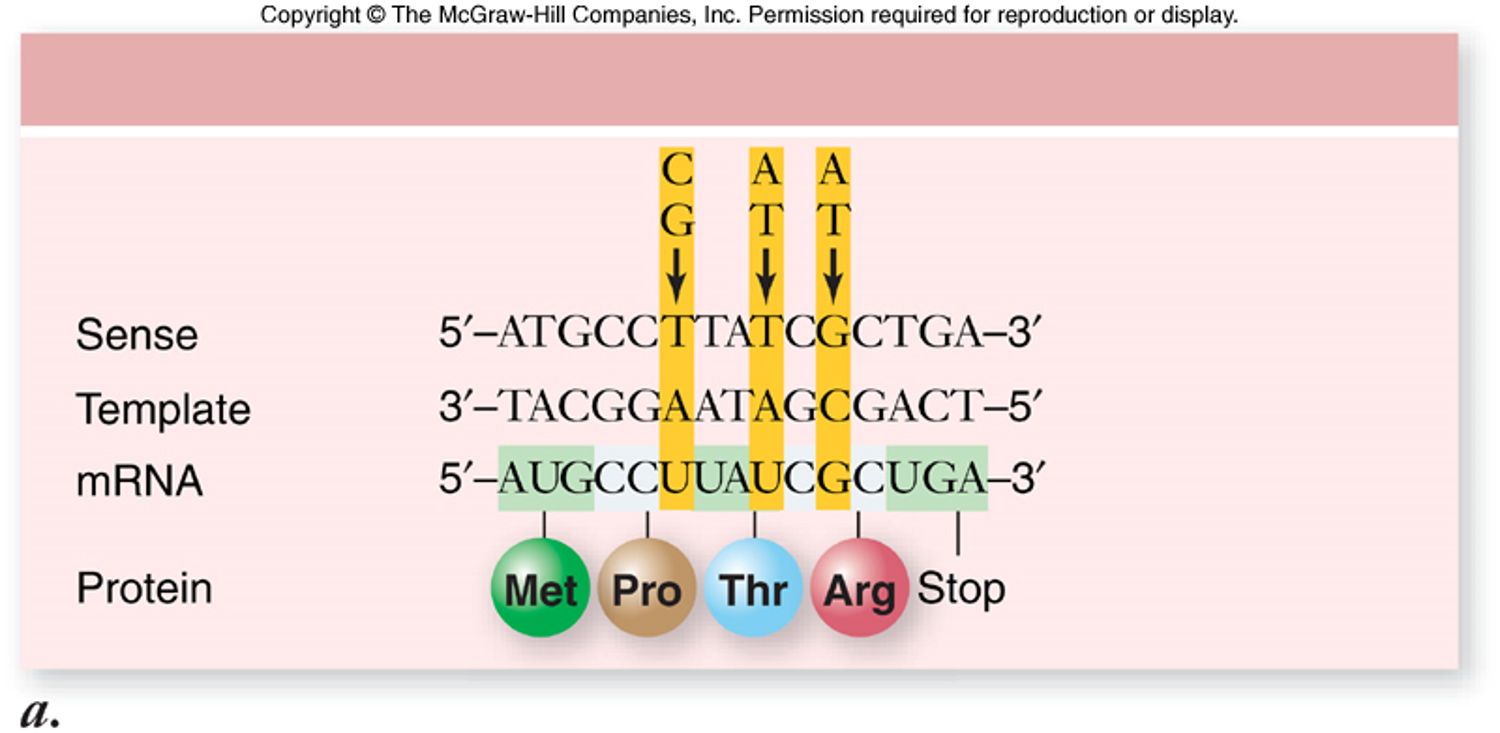 Copyright © The McGraw-Hill Companies, Inc. Permission required for reproduction or display.
C A A
G T T
Sense 5′–ATGCCTTATCGCTGA–3′
Template 3′–TACGGAATAGCGACT–5′
mRNA 5′–AUGCCUUAUCGCUGA–3′
Protein Met Pro Thr Arg Stop
a.